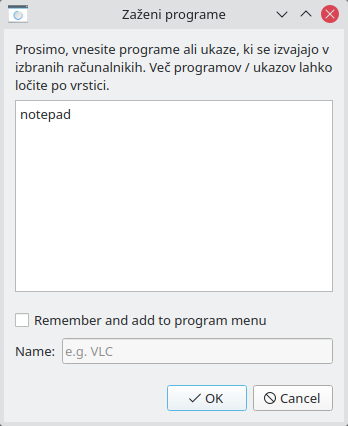 Zaženi programe
Prosimo, vnesite programe ali ukaze, ki se izvajajo v
izbranih računalnikih. Več programov / ukazov lahko
ločite po vrstici.
notepad
Remember and add to program menu
Name: e.g. VLC
OK Cancel